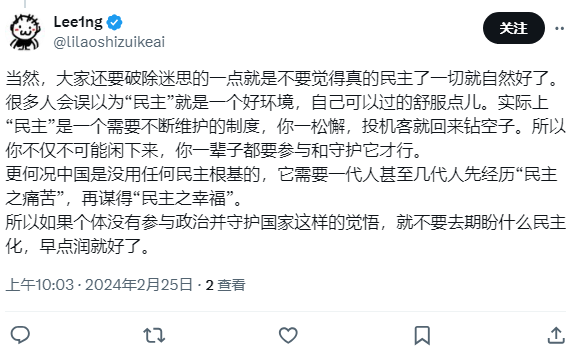 Lee1ng
@lilaoshizuikeai
关注
当然，大家还要破除迷思的一点就是不要觉得真的民主了一切就自然好了。
很多人会误以为“民主”就是一个好环境，自己可以过的舒服点儿。实际上
“民主”是一个需要不断维护的制度，你一松懈，投机客就回来钻空子。所以
你不仅不可能闲下来，你一辈子都要参与和守护它才行。
更何况中国是没用任何民主根基的，它需要一代人甚至几代人先经历“民主
之痛苦”，再谋得“民主之幸福”。
所以如果个体没有参与政治并守护国家这样的觉悟，就不要去期盼什么民主
化，早点润就好了。
上午10:03 · 2024年2月25日 · 2 查看